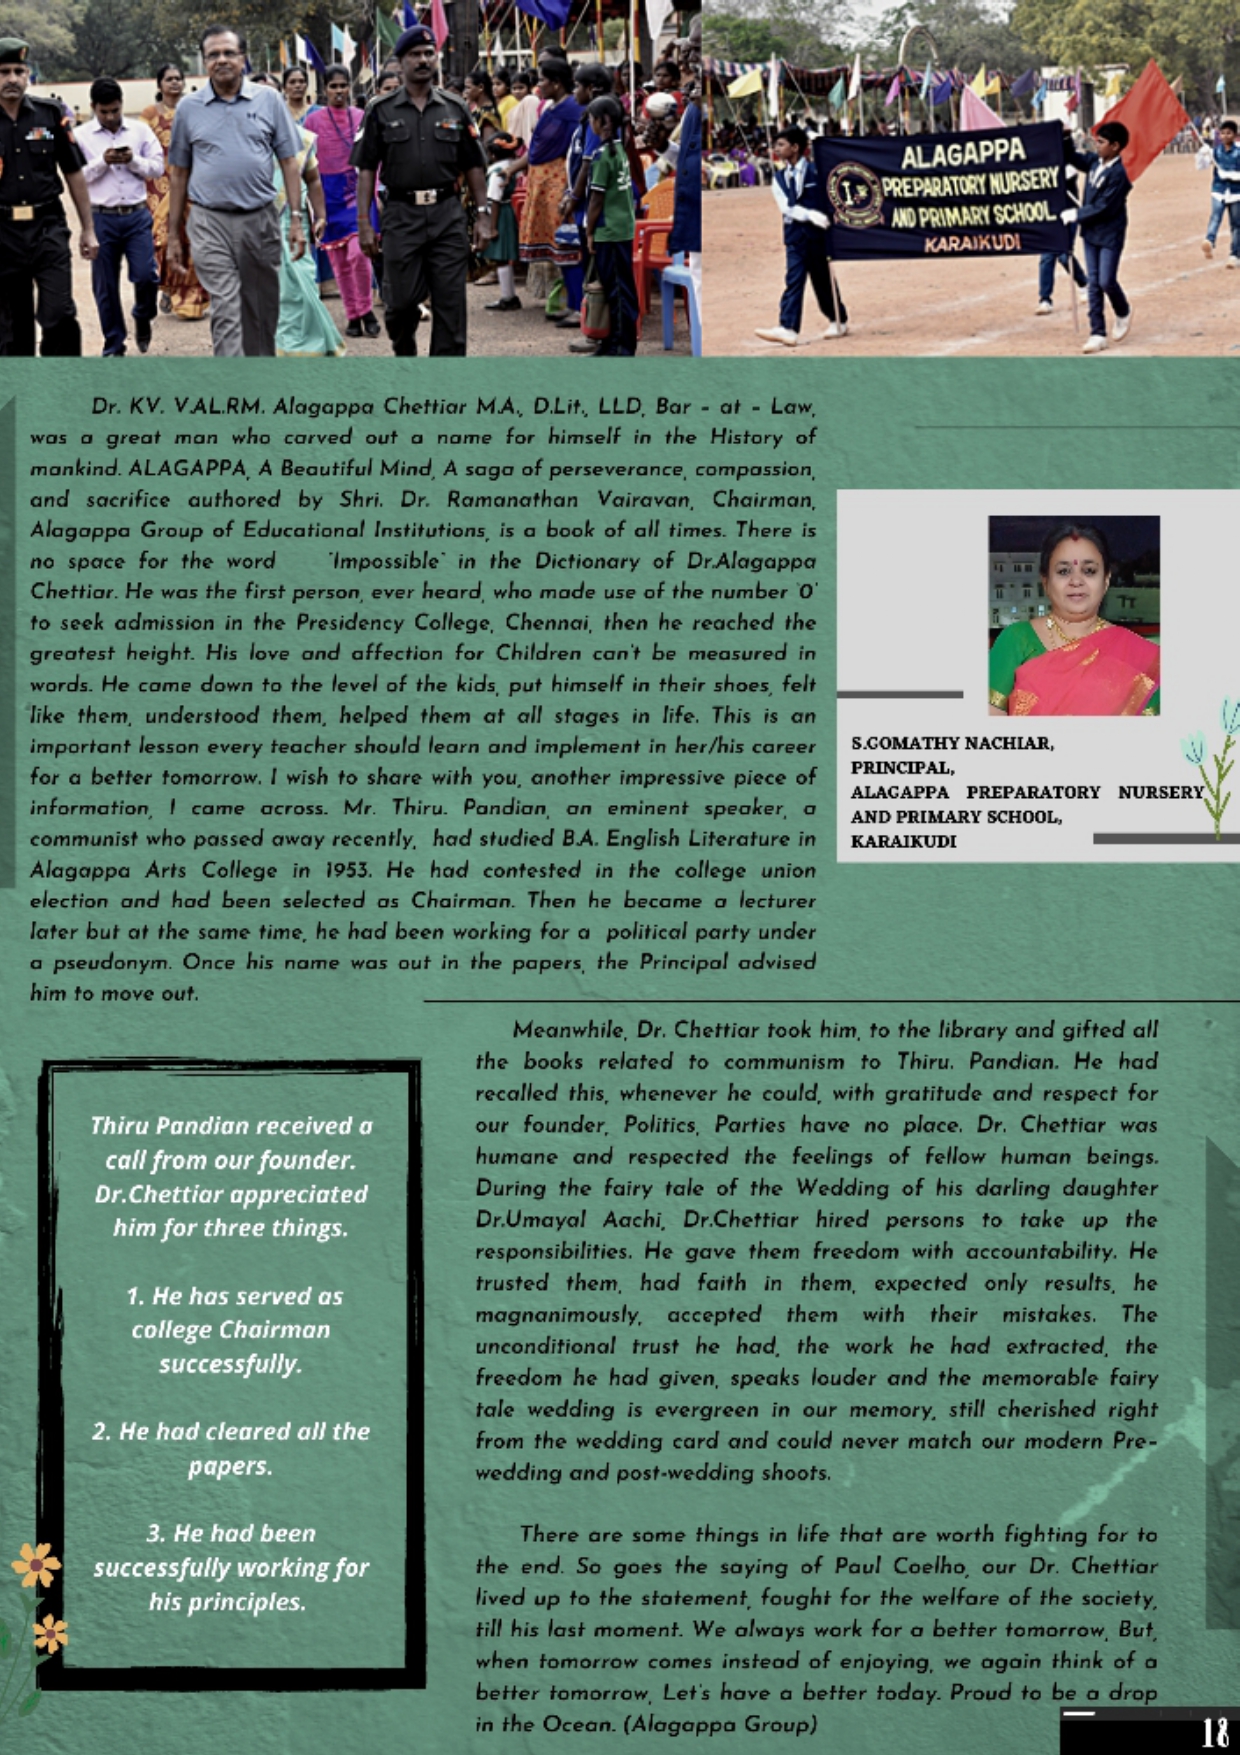 ALAGAPPA
PREPARATORY NURSERY
AND PRIMARY SCHOOL
KARAIKUDI
Dr. KV. V.AL.RM. Alagappa Chettiar M.A., D.Lit., LLD, Bar - at - Law,
was a great man who carved out a name for himself in the History of
mankind. ALAGAPPA, A Beautiful Mind, A saga of perseverance, compassion,
and sacrifice authored by Shri. Dr. Ramanathan Vairavan, Chairman,
Alagappa Group of Educational Institutions, is a book of all times. There is
no space for the word 'Impossible' in the Dictionary of Dr.Alagappa
Chettiar. He was the first person, ever heard, who made use of the number '0'
to seek admission in the Presidency College, Chennai, then he reached the
greatest height. His love and affection for Children can't be measured in
words. He came down to the level of the kids, put himself in their shoes, felt
like them, understood them, helped them at all stages in life. This is an
important lesson every teacher should learn and implement in her/his career
for a better tomorrow. I wish to share with you, another impressive piece of
information, I came across. Mr. Thiru. Pandian, an eminent speaker, a
communist who passed away recently, had studied B.A. English Literature in
Alagappa Arts College in 1953. He had contested in the college union
election and had been selected as Chairman. Then he became a lecturer
later but at the same time, he had been working for a political party under
a pseudonym. Once his name was out in the papers, the Principal advised
him to move out.
S.GOMATHY NACHIAR,
PRINCIPAL,
ALAGAPPA PREPARATORY NURSERY
AND PRIMARY SCHOOL,
KARAIKUDI
Thiru Pandian received a
call from our founder.
Dr.Chettiar appreciated
him for three things.
1. He has served as
college Chairman
successfully.
2. He had cleared all the
papers.
3. He had been
successfully working for
his principles.
Meanwhile, Dr. Chettiar took him, to the library and gifted all
the books related to communism to Thiru. Pandian. He had
recalled this, whenever he could, with gratitude and respect for
our founder, Politics, Parties have no place. Dr. Chettiar was
humane and respected the feelings of fellow human beings.
During the fairy tale of the Wedding of his darling daughter
Dr.Umayal Aachi, Dr.Chettiar hired persons to take up the
responsibilities. He gave them freedom with accountability. He
trusted them, had faith in them, expected only results, he
magnanimously, accepted them with their mistakes. The
unconditional trust he had, the work he had extracted, the
freedom he had given, speaks louder and the memorable fairy
tale wedding is evergreen in our memory, still cherished right
from the wedding card and could never match our modern Pre-
wedding and post-wedding shoots.
There are some things in life that are worth fighting for to
the end. So goes the saying of Paul Coelho, our Dr. Chettiar
lived up to the statement, fought for the welfare of the society,
till his last moment. We always work for a better tomorrow, But,
when tomorrow comes instead of enjoying, we again think of a
better tomorrow, Let's have a better today. Proud to be a drop
in the Ocean. (Alagappa Group)
18